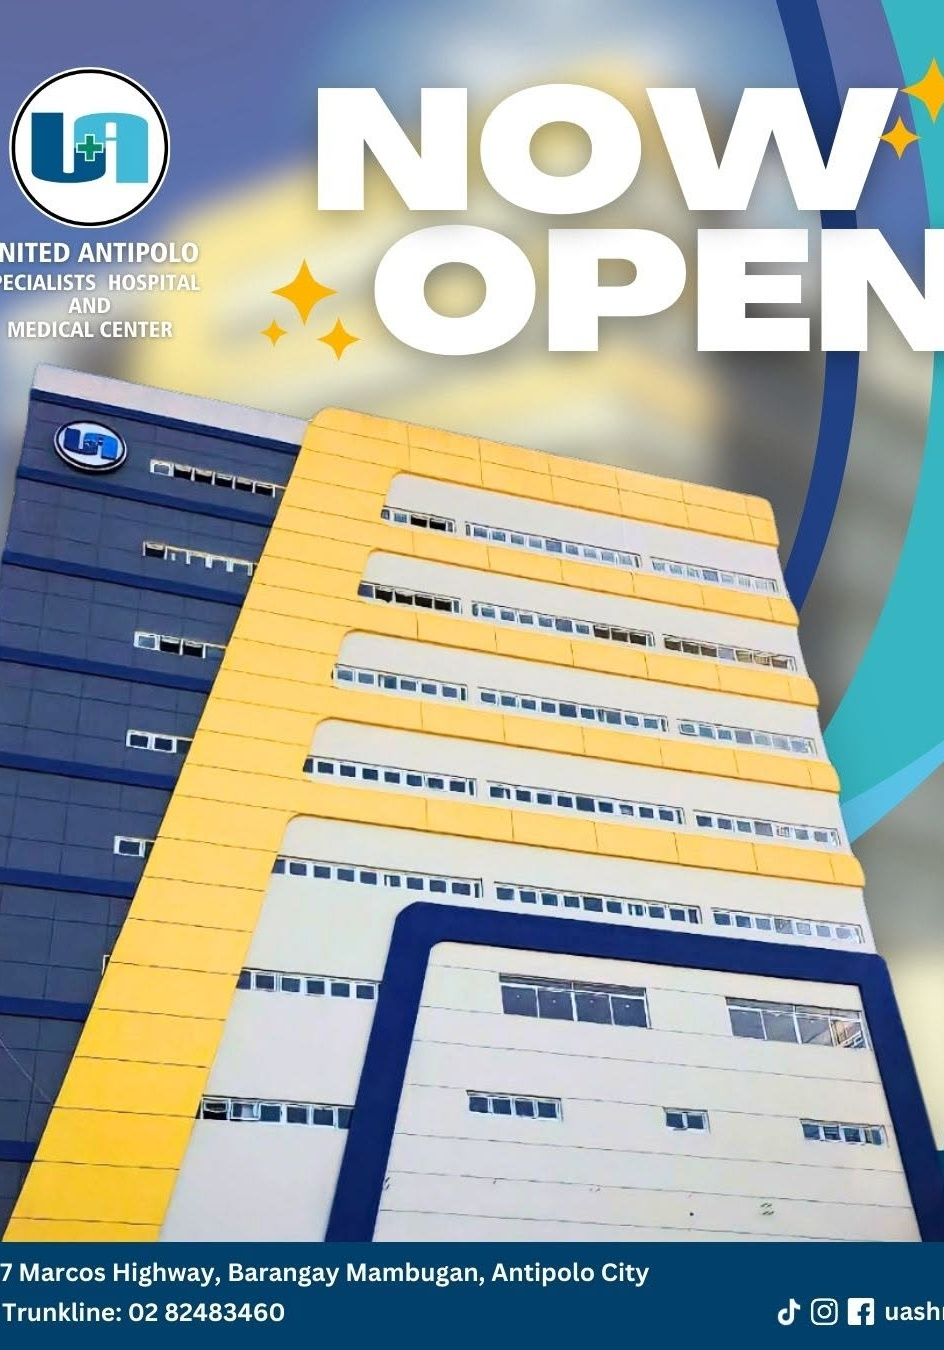 NOW
OPEN
NITED ANTIPOLO
PECIALISTS HOSPITAL
AND
MEDICAL CENTER
7 Marcos Highway, Barangay Mambugan, Antipolo City
Trunkline: 02 82483460
uashm